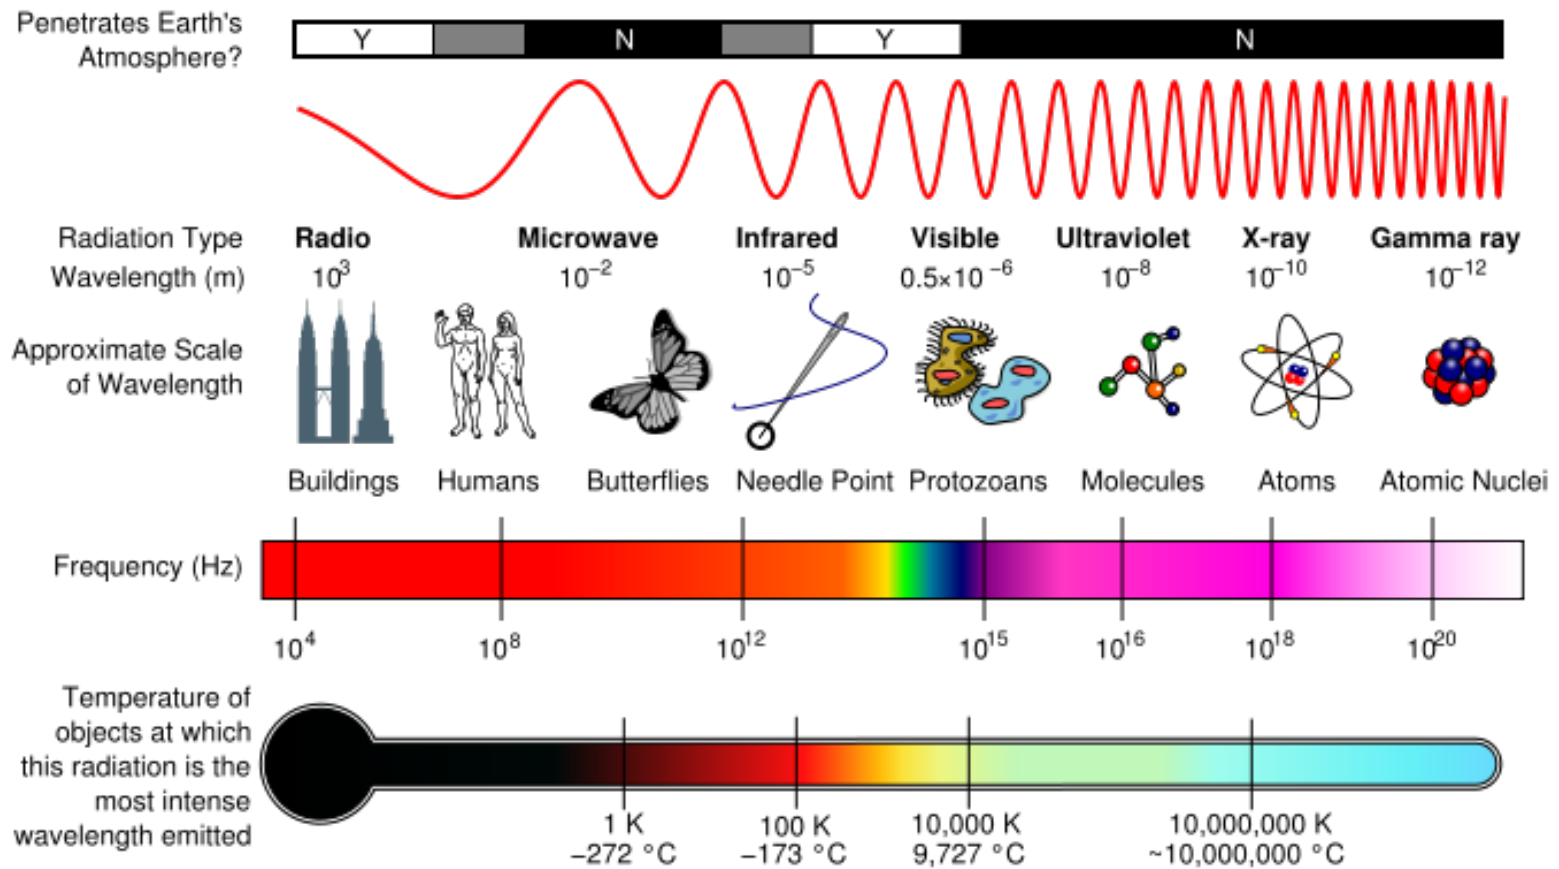 Penetrates Earth's
Atmosphere?
Y N Y N
Radiation Type
Radio Microwave Infrared Visible Ultraviolet X-ray Gamma ray
Wavelength (m)
10³ 10⁻² 10⁻⁵ 0.5×10⁻⁶ 10⁻⁸ 10⁻¹⁰ 10⁻¹²
Approximate Scale
of Wavelength
Buildings Humans Butterflies Needle Point Protozoans Molecules Atoms Atomic Nuclei
Frequency (Hz)
10⁴ 10⁸ 10¹² 10¹⁵ 10¹⁶ 10¹⁸ 10²⁰
Temperature of
objects at which
this radiation is the
most intense
wavelength emitted
1 K 100 K 10,000 K 10,000,000 K
−272 °C −173 °C 9,727 °C ~10,000,000 °C